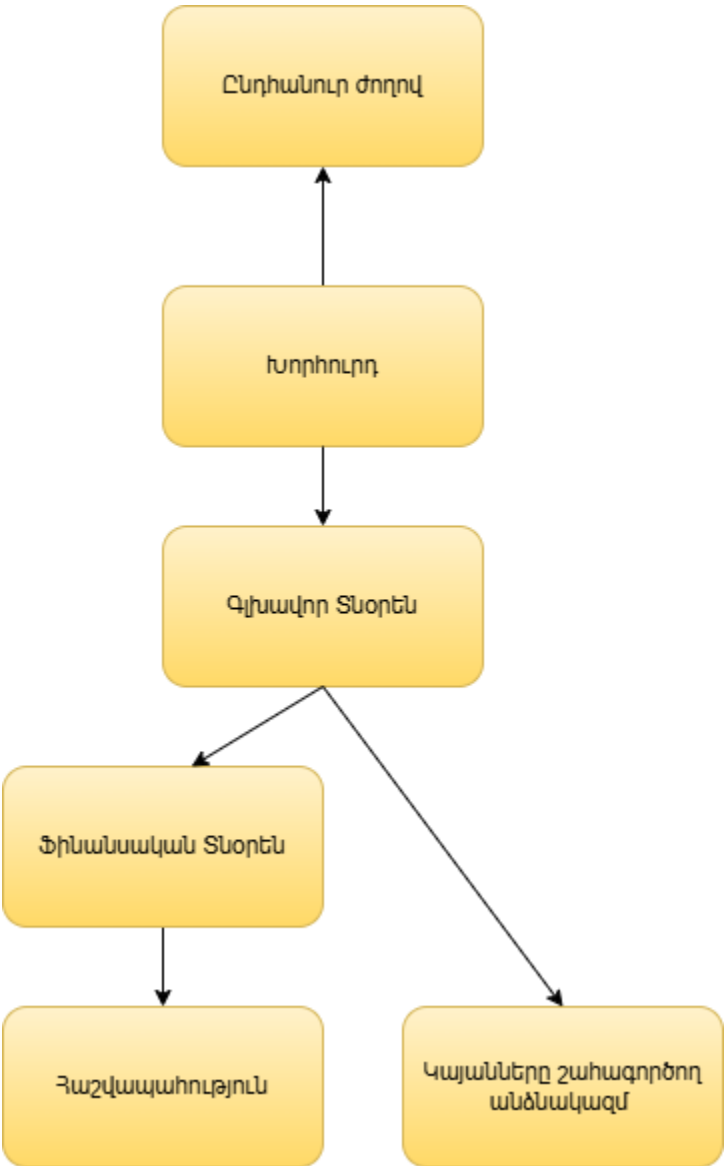 Ընդհանուր ժողով
Խորհուրդ
Գլխավոր Տնօրեն
Ֆինանսական Տնօրեն
Հաշվապահություն
Կայանները շահագործող
անձնակազմ